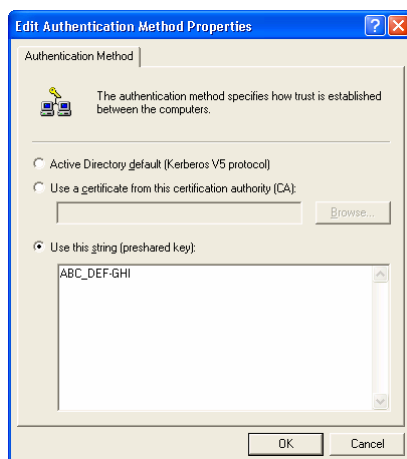 Edit Authentication Method Properties
Authentication Method
The authentication method specifies how trust is established
between the computers.
Active Directory default (Kerberos V5 protocol)
Use a certificate from this certification authority (CA):
Browse...
Use this string (preshared key):
ABC_DEF-GHI
OK Cancel